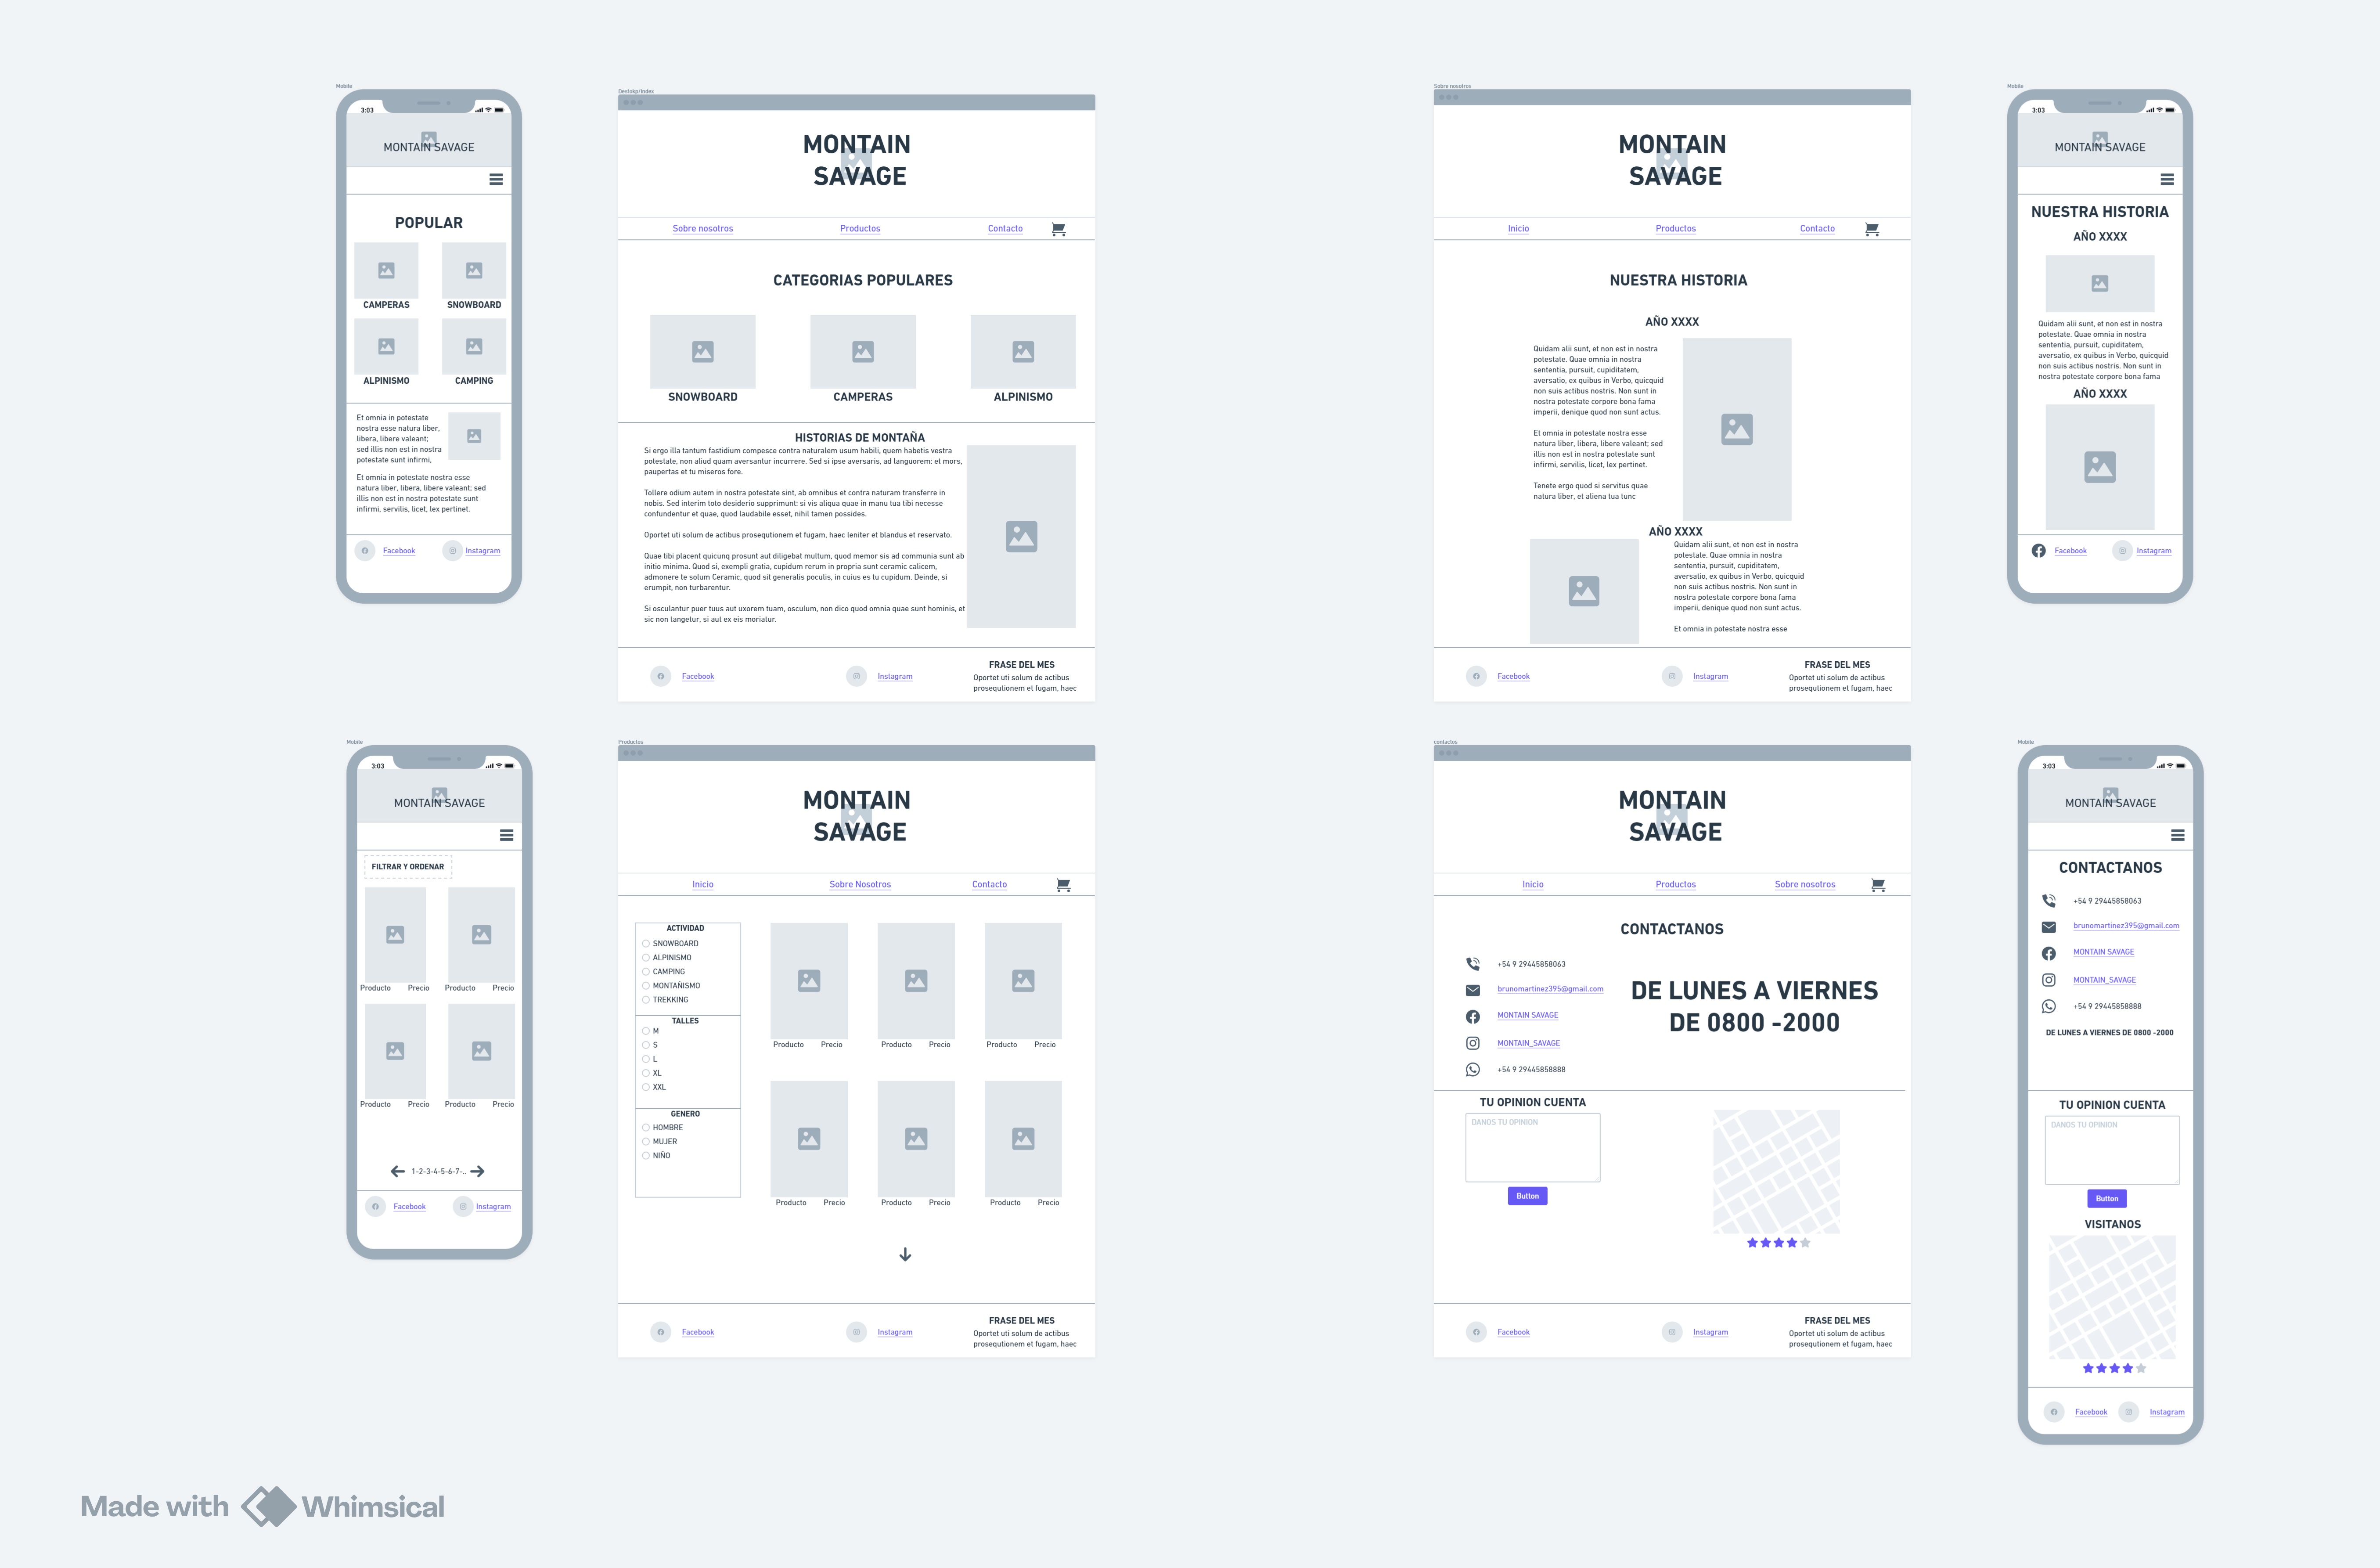 Mobile
3:03
MONTAIN SAVAGE
POPULAR
CAMPERAS SNOWBOARD
ALPINISMO CAMPING
Et omnia in potestate
nostra esse natura liber,
libera, libere valeant;
sed illis non est in nostra
potestate sunt infirmi,
Et omnia in potestate nostra esse
natura liber, libera, libere valeant; sed
illis non est in nostra potestate sunt
infirmi, servilis, licet, lex pertinet.
Facebook Instagram
Destokp/Index
MONTAIN
SAVAGE
Sobre nosotros Productos Contacto
CATEGORIAS POPULARES
SNOWBOARD CAMPERAS ALPINISMO
HISTORIAS DE MONTAÑA
Si ergo illa tantum fastidium compesce contra naturalem usum habili, quem habetis vestra
potestate, non aliud quam aversantur incurrere. Sed si ipse aversaris, ad languorem: et mors,
paupertas et tu miseros fore.
Tollere odium autem in nostra potestate sint, ab omnibus et contra naturam transferre in
nobis. Sed interim toto desiderio supprimunt: si vis aliqua quae in manu tua tibi necesse
confundentur et quae, quod laudabile esset, nihil tamen possides.
Oportet uti solum de actibus prosequtionem et fugam, haec leniter et blandus et reservato.
Quae tibi placent quicunq prosunt aut diligebat multum, quod memor sis ad communia sunt ab
initio minima. Quod si, exempli gratia, cupidum rerum in propria sunt ceramic calicem,
admonere te solum Ceramic, quod sit generalis poculis, in cuius es tu cupidum. Deinde, si
erumpit, non turbarentur.
Si osculantur puer tuus aut uxorem tuam, osculum, non dico quod omnia quae sunt hominis, et
sic non tangetur, si aut ex eis moriatur.
Facebook Instagram
FRASE DEL MES
Oportet uti solum de actibus
prosequtionem et fugam, haec
Sobre nosotros
MONTAIN
SAVAGE
Inicio Productos Contacto
NUESTRA HISTORIA
AÑO XXXX
Quidam alii sunt, et non est in nostra
potestate. Quae omnia in nostra
sententia, pursuit, cupiditatem,
aversatio, ex quibus in Verbo, quicquid
non suis actibus nostris. Non sunt in
nostra potestate corpore bona fama
imperii, denique quod non sunt actus.
Et omnia in potestate nostra esse
natura liber, libera, libere valeant; sed
illis non est in nostra potestate sunt
infirmi, servilis, licet, lex pertinet.
Tenete ergo quod si servitus quae
natura liber, et aliena tua tunc
AÑO XXXX
Quidam alii sunt, et non est in nostra
potestate. Quae omnia in nostra
sententia, pursuit, cupiditatem,
aversatio, ex quibus in Verbo, quicquid
non suis actibus nostris. Non sunt in
nostra potestate corpore bona fama
imperii, denique quod non sunt actus.
Et omnia in potestate nostra esse
Facebook Instagram
FRASE DEL MES
Oportet uti solum de actibus
prosequtionem et fugam, haec
Mobile
3:03
MONTAIN SAVAGE
NUESTRA HISTORIA
AÑO XXXX
Quidam alii sunt, et non est in nostra
potestate. Quae omnia in nostra
sententia, pursuit, cupiditatem,
aversatio, ex quibus in Verbo, quicquid
non suis actibus nostris. Non sunt in
nostra potestate corpore bona fama
AÑO XXXX
Facebook Instagram
Mobile
3:03
MONTAIN SAVAGE
FILTRAR Y ORDENAR
Producto Precio Producto Precio
Producto Precio Producto Precio
1-2-3-4-5-6-7-..
Facebook Instagram
Productos
MONTAIN
SAVAGE
Inicio Sobre Nosotros Contacto
ACTIVIDAD
SNOWBOARD
ALPINISMO
CAMPING
MONTAÑISMO
TREKKING
TALLES
M
S
L
XL
XXL
GENERO
HOMBRE
MUJER
NIÑO
Producto Precio Producto Precio Producto Precio
Producto Precio Producto Precio Producto Precio
Facebook Instagram
FRASE DEL MES
Oportet uti solum de actibus
prosequtionem et fugam, haec
contactos
MONTAIN
SAVAGE
Inicio Productos Sobre nosotros
CONTACTANOS
+54 9 29445858063
brunomartinez395@gmail.com
MONTAIN SAVAGE
MONTAIN_SAVAGE
+54 9 29445858888
DE LUNES A VIERNES
DE 0800 -2000
TU OPINION CUENTA
DANOS TU OPINION
Button
Facebook Instagram
FRASE DEL MES
Oportet uti solum de actibus
prosequtionem et fugam, haec
Mobile
3:03
MONTAIN SAVAGE
CONTACTANOS
+54 9 29445858063
brunomartinez395@gmail.com
MONTAIN SAVAGE
MONTAIN_SAVAGE
+54 9 29445858888
DE LUNES A VIERNES DE 0800 -2000
TU OPINION CUENTA
DANOS TU OPINION
Button
VISITANOS
Facebook Instagram
Made with Whimsical